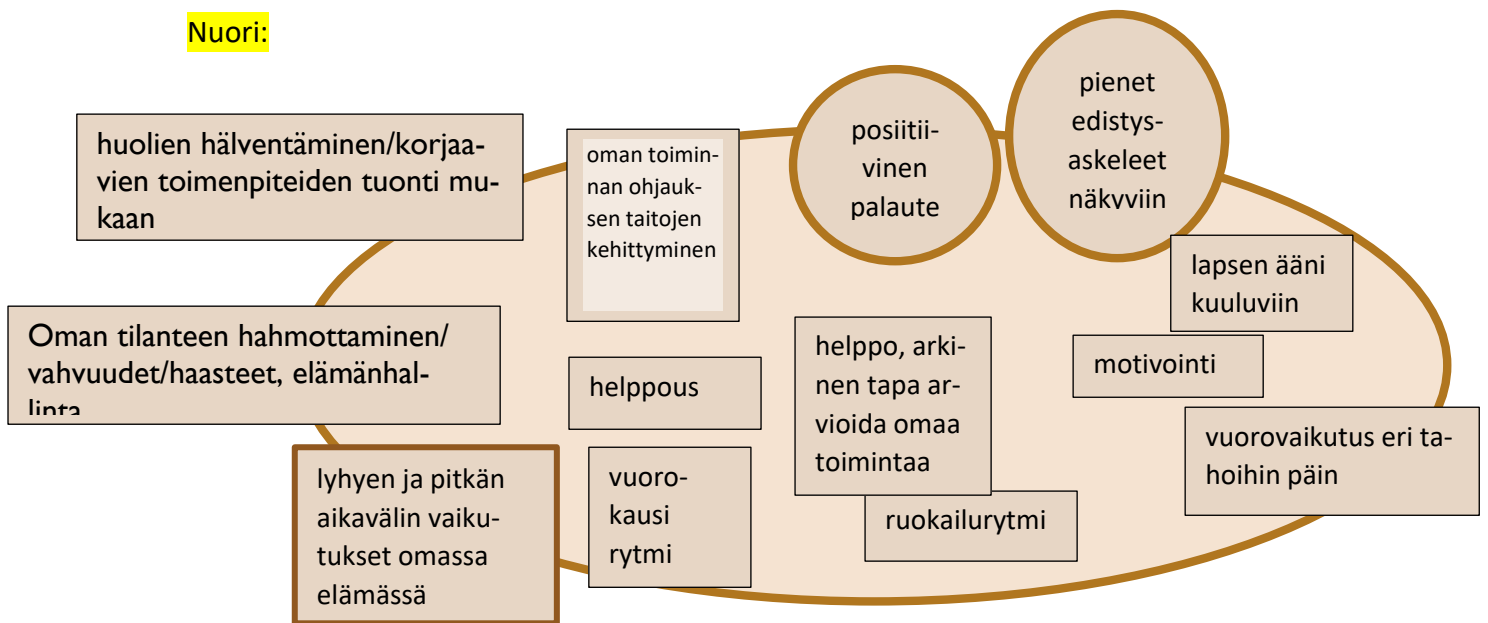 Nuori:
huolien hälventäminen/korjaa-
vien toimenpiteiden tuonti mu-
kaan
oman toimin-
nan ohjauk-
sen taitojen
kehittyminen
posiitii-
vinen
palaute
pienet
edistys-
askeleet
näkyviin
lapsen ääni
kuuluviin
Oman tilanteen hahmottaminen/
vahvuudet/haasteet, elämänhal-
linta
helppous
helppo, arki-
nen tapa ar-
vioida omaa
toimintaa
motivointi
vuorovaikutus eri ta-
hoihin päin
lyhyen ja pitkän
aikavälin vaiku-
tukset omassa
elämässä
vuoro-
kausi
rytmi
ruokailurytmi